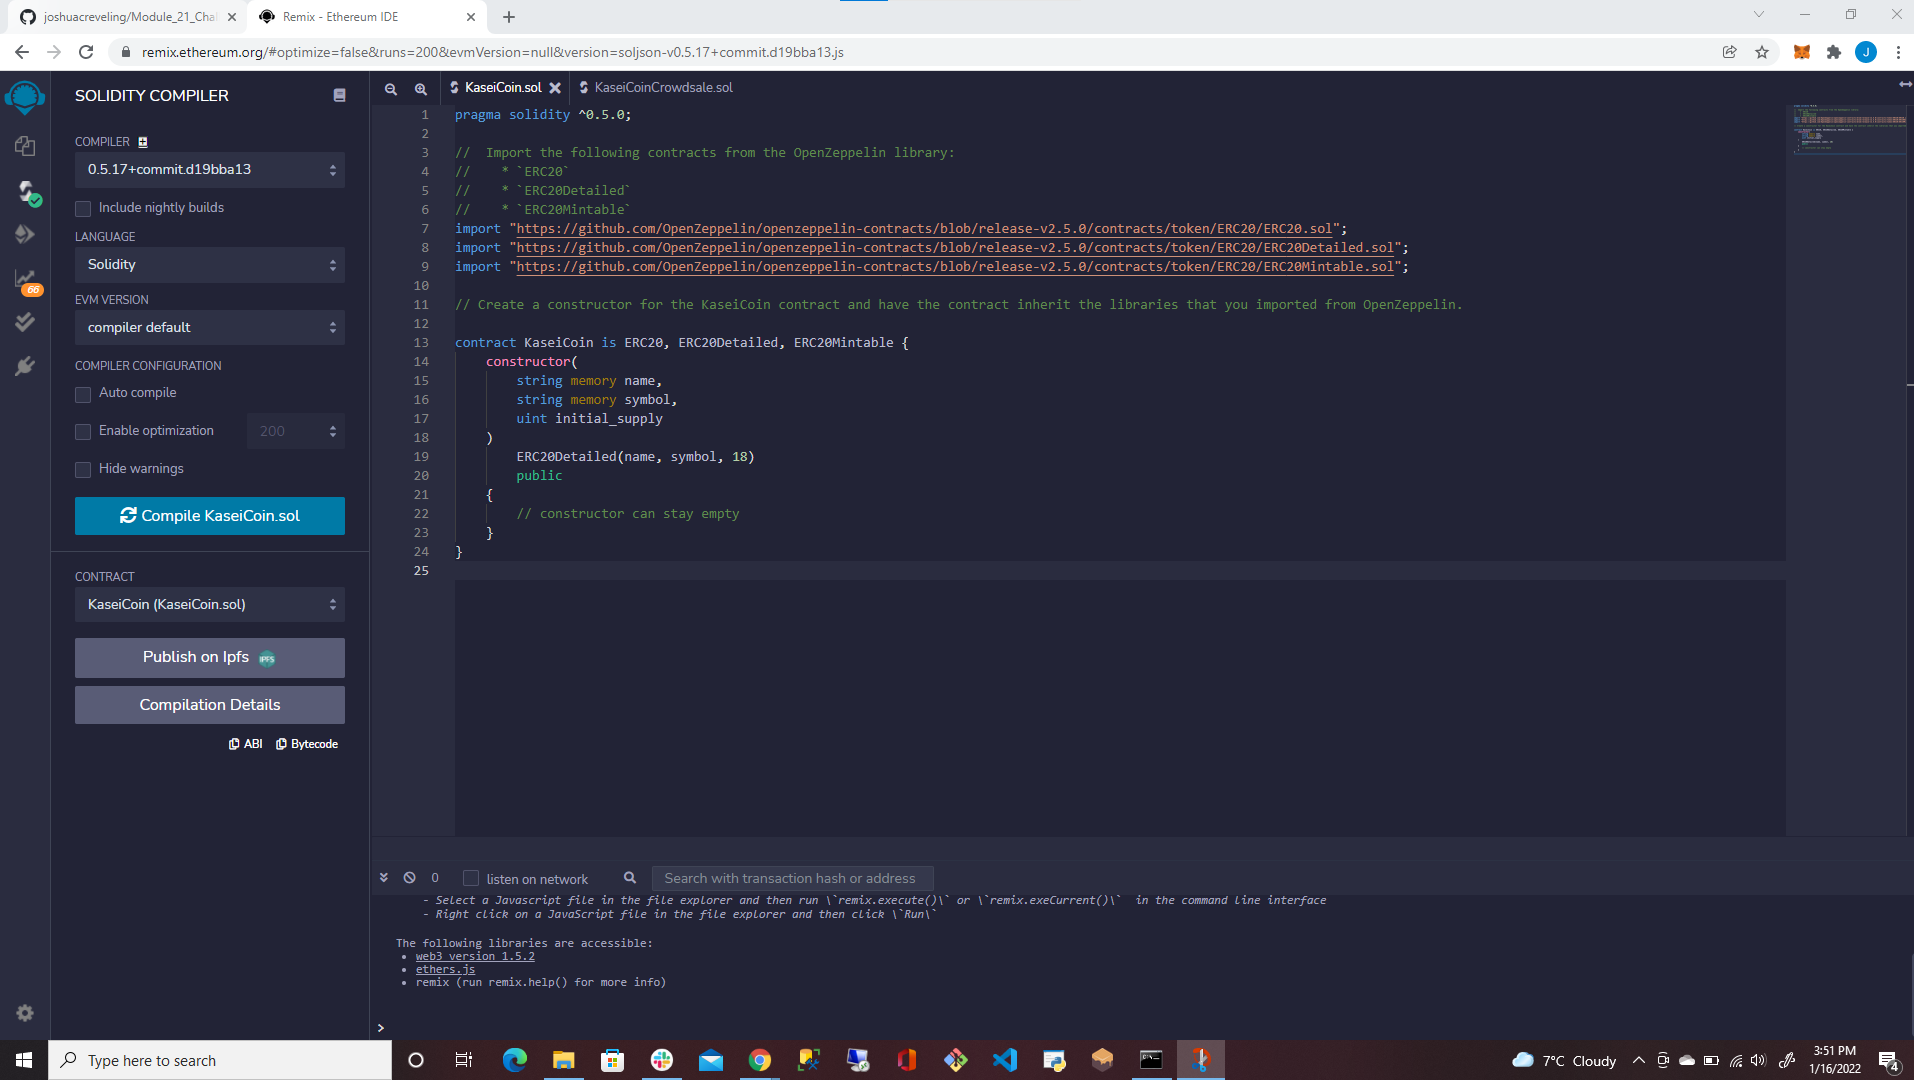 joshuacreveling/Module_21_Chal
Remix - Ethereum IDE
remix.ethereum.org/#optimize=false&runs=200&evmVersion=null&version=soljson-v0.5.17+commit.d19bba13.js
J
SOLIDITY COMPILER
COMPILER
0.5.17+commit.d19bba13
Include nightly builds
LANGUAGE
Solidity
EVM VERSION
compiler default
COMPILER CONFIGURATION
Auto compile
Enable optimization
200
Hide warnings
Compile KaseiCoin.sol
CONTRACT
KaseiCoin (KaseiCoin.sol)
Publish on Ipfs
IPFS
Compilation Details
ABI
Bytecode
66
KaseiCoin.sol
KaseiCoinCrowdsale.sol
1 pragma solidity ^0.5.0;
2
3 //  Import the following contracts from the OpenZeppelin library:
4 //    * `ERC20`
5 //    * `ERC20Detailed`
6 //    * `ERC20Mintable`
7 import "https://github.com/OpenZeppelin/openzeppelin-contracts/blob/release-v2.5.0/contracts/token/ERC20/ERC20.sol";
8 import "https://github.com/OpenZeppelin/openzeppelin-contracts/blob/release-v2.5.0/contracts/token/ERC20/ERC20Detailed.sol";
9 import "https://github.com/OpenZeppelin/openzeppelin-contracts/blob/release-v2.5.0/contracts/token/ERC20/ERC20Mintable.sol";
10
11 // Create a constructor for the KaseiCoin contract and have the contract inherit the libraries that you imported from OpenZeppelin.
12
13 contract KaseiCoin is ERC20, ERC20Detailed, ERC20Mintable {
14     constructor(
15         string memory name,
16         string memory symbol,
17         uint initial_supply
18     )
19         ERC20Detailed(name, symbol, 18)
20         public
21     {
22         // constructor can stay empty
23     }
24 }
25
0
listen on network
Search with transaction hash or address
- Select a Javascript file in the file explorer and then run \`remix.execute()\` or \`remix.exeCurrent()\`  in the command line interface
- Right click on a JavaScript file in the file explorer and then click \`Run\`
The following libraries are accessible:
• web3 version 1.5.2
• ethers.js
• remix (run remix.help() for more info)
>
Type here to search
7°C Cloudy
3:51 PM
1/16/2022
4